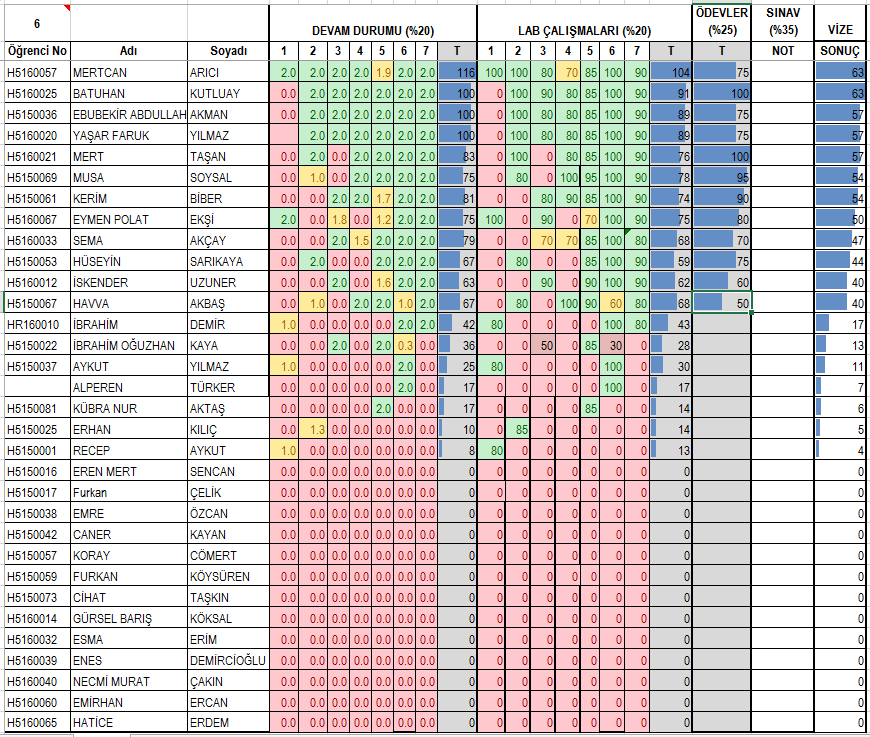 6 DEVAM DURUMU (%20) LAB ÇALIŞMALARI (%20) ÖDEVLER (%25) SINAV (%35) VİZE
Öğrenci No Adı Soyadı 1 2 3 4 5 6 7 T 1 2 3 4 5 6 7 T T NOT SONUÇ
H5160057 MERTCAN ARICI 2.0 2.0 2.0 2.0 1.9 2.0 2.0 116 100 100 80 70 85 100 90 104 75 63
H5160025 BATUHAN KUTLUAY 0.0 2.0 2.0 2.0 2.0 2.0 2.0 100 0 100 90 80 85 100 90 91 100 63
H5150036 EBUBEKİR ABDULLAH AKMAN 0.0 2.0 2.0 2.0 2.0 2.0 2.0 100 0 100 80 80 85 100 90 89 75 57
H5160020 YAŞAR FARUK YILMAZ 2.0 2.0 2.0 2.0 2.0 2.0 100 0 100 80 80 85 100 90 89 75 57
H5160021 MERT TAŞAN 0.0 2.0 0.0 2.0 2.0 2.0 2.0 83 0 100 0 80 85 100 90 76 100 57
H5150069 MUSA SOYSAL 0.0 1.0 0.0 2.0 2.0 2.0 2.0 75 0 80 0 100 95 100 90 78 95 54
H5150061 KERİM BİBER 0.0 0.0 2.0 2.0 1.7 2.0 2.0 81 0 0 80 90 85 100 90 74 90 54
H5160067 EYMEN POLAT EKŞİ 2.0 0.0 1.8 0.0 1.2 2.0 2.0 75 100 0 90 0 70 100 90 75 80 50
H5160033 SEMA AKÇAY 0.0 0.0 2.0 1.5 2.0 2.0 2.0 79 0 0 70 70 85 100 80 68 70 47
H5150053 HÜSEYİN SARIKAYA 0.0 2.0 0.0 0.0 2.0 2.0 2.0 67 0 80 0 0 85 100 90 59 75 44
H5160012 İSKENDER UZUNER 0.0 0.0 2.0 0.0 1.6 2.0 2.0 63 0 0 90 0 90 100 90 62 60 40
H5150067 HAVVA AKBAŞ 0.0 1.0 0.0 2.0 2.0 1.0 2.0 67 0 80 0 100 90 60 80 68 50 40
HR160010 İBRAHİM DEMİR 1.0 0.0 0.0 0.0 0.0 2.0 2.0 42 80 0 0 0 0 100 80 43 17
H5150022 İBRAHİM OĞUZHAN KAYA 0.0 0.0 2.0 0.0 2.0 0.3 0.0 36 0 0 50 0 85 30 0 28 13
H5150037 AYKUT YILMAZ 1.0 0.0 0.0 0.0 0.0 2.0 0.0 25 80 0 0 0 0 100 0 30 11
ALPEREN TÜRKER 0.0 0.0 0.0 0.0 0.0 2.0 0.0 17 0 0 0 0 0 100 0 17 7
H5150081 KÜBRA NUR AKTAŞ 0.0 0.0 0.0 0.0 2.0 0.0 0.0 17 0 0 0 0 85 0 0 14 6
H5150025 ERHAN KILIÇ 0.0 1.3 0.0 0.0 0.0 0.0 0.0 10 0 85 0 0 0 0 0 14 5
H5150001 RECEP AYKUT 1.0 0.0 0.0 0.0 0.0 0.0 0.0 8 80 0 0 0 0 0 0 13 4
H5150016 EREN MERT SENCAN 0.0 0.0 0.0 0.0 0.0 0.0 0.0 0 0 0 0 0 0 0 0 0 0
H5150017 Furkan ÇELİK 0.0 0.0 0.0 0.0 0.0 0.0 0.0 0 0 0 0 0 0 0 0 0 0
H5150038 EMRE ÖZCAN 0.0 0.0 0.0 0.0 0.0 0.0 0.0 0 0 0 0 0 0 0 0 0 0
H5150042 CANER KAYAN 0.0 0.0 0.0 0.0 0.0 0.0 0.0 0 0 0 0 0 0 0 0 0 0
H5150057 KORAY CÖMERT 0.0 0.0 0.0 0.0 0.0 0.0 0.0 0 0 0 0 0 0 0 0 0 0
H5150059 FURKAN KÖYSÜREN 0.0 0.0 0.0 0.0 0.0 0.0 0.0 0 0 0 0 0 0 0 0 0 0
H5150073 CİHAT TAŞKIN 0.0 0.0 0.0 0.0 0.0 0.0 0.0 0 0 0 0 0 0 0 0 0 0
H5160014 GÜRSEL BARIŞ KÖKSAL 0.0 0.0 0.0 0.0 0.0 0.0 0.0 0 0 0 0 0 0 0 0 0 0
H5160032 ESMA ERİM 0.0 0.0 0.0 0.0 0.0 0.0 0.0 0 0 0 0 0 0 0 0 0 0
H5160039 ENES DEMİRCİOĞLU 0.0 0.0 0.0 0.0 0.0 0.0 0.0 0 0 0 0 0 0 0 0 0 0
H5160040 NECMİ MURAT ÇAKIN 0.0 0.0 0.0 0.0 0.0 0.0 0.0 0 0 0 0 0 0 0 0 0 0
H5160060 EMİRHAN ERCAN 0.0 0.0 0.0 0.0 0.0 0.0 0.0 0 0 0 0 0 0 0 0 0 0
H5160065 HATİCE ERDEM 0.0 0.0 0.0 0.0 0.0 0.0 0.0 0 0 0 0 0 0 0 0 0 0